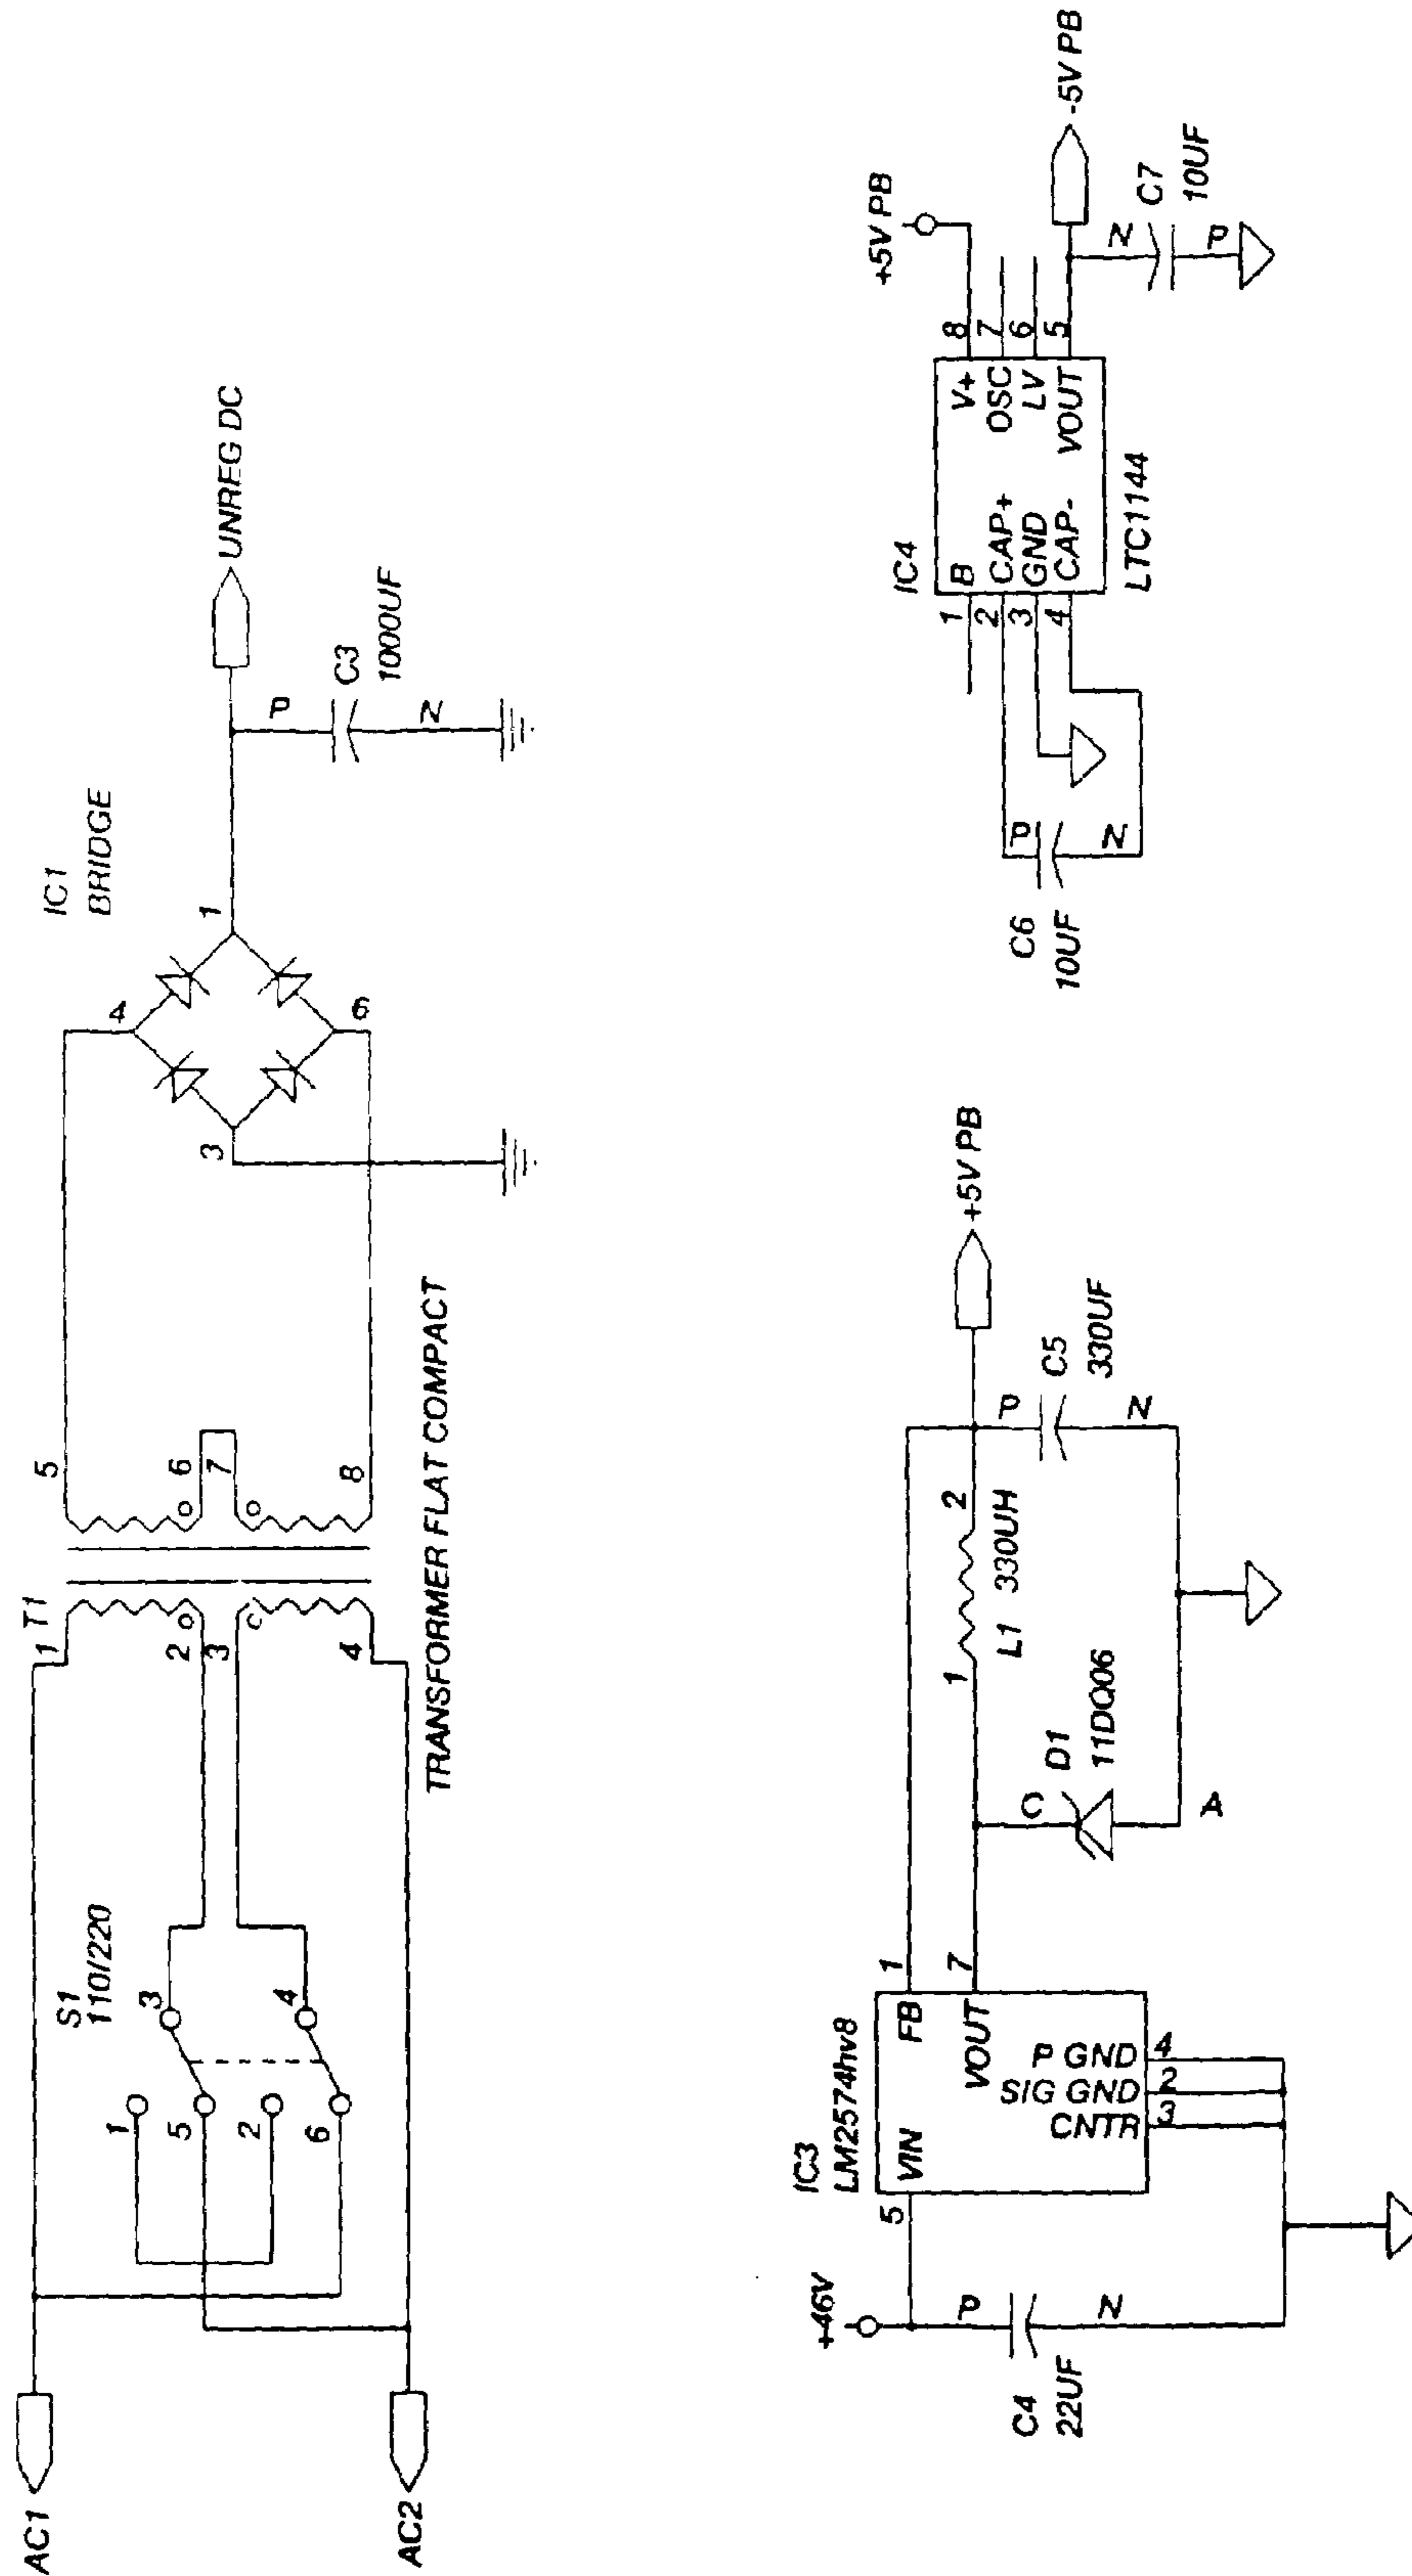 AC1
AC2
S1
110/220
1
5
2
6
3
4
T1
1
2
3
4
5
6
7
8
TRANSFORMER FLAT COMPACT
IC1
BRIDGE
4
1
3
6
UNREG DC
P
C3
1000UF
N
+46V
P
N
C4
22UF
IC3
LM2574hv8
5
VIN
FB
1
VOUT
7
P GND
4
SIG GND
2
CNTR
3
C
D1
11DQ06
A
1
2
L1 330UH
P
C5
330UF
N
+5V PB
C6
10UF
P
N
IC4
1
B
2
CAP+
3
GND
4
CAP-
V+
8
OSC
7
LV
6
VOUT
5
LTC1144
+5V PB
-5V PB
N
C7
10UF
P